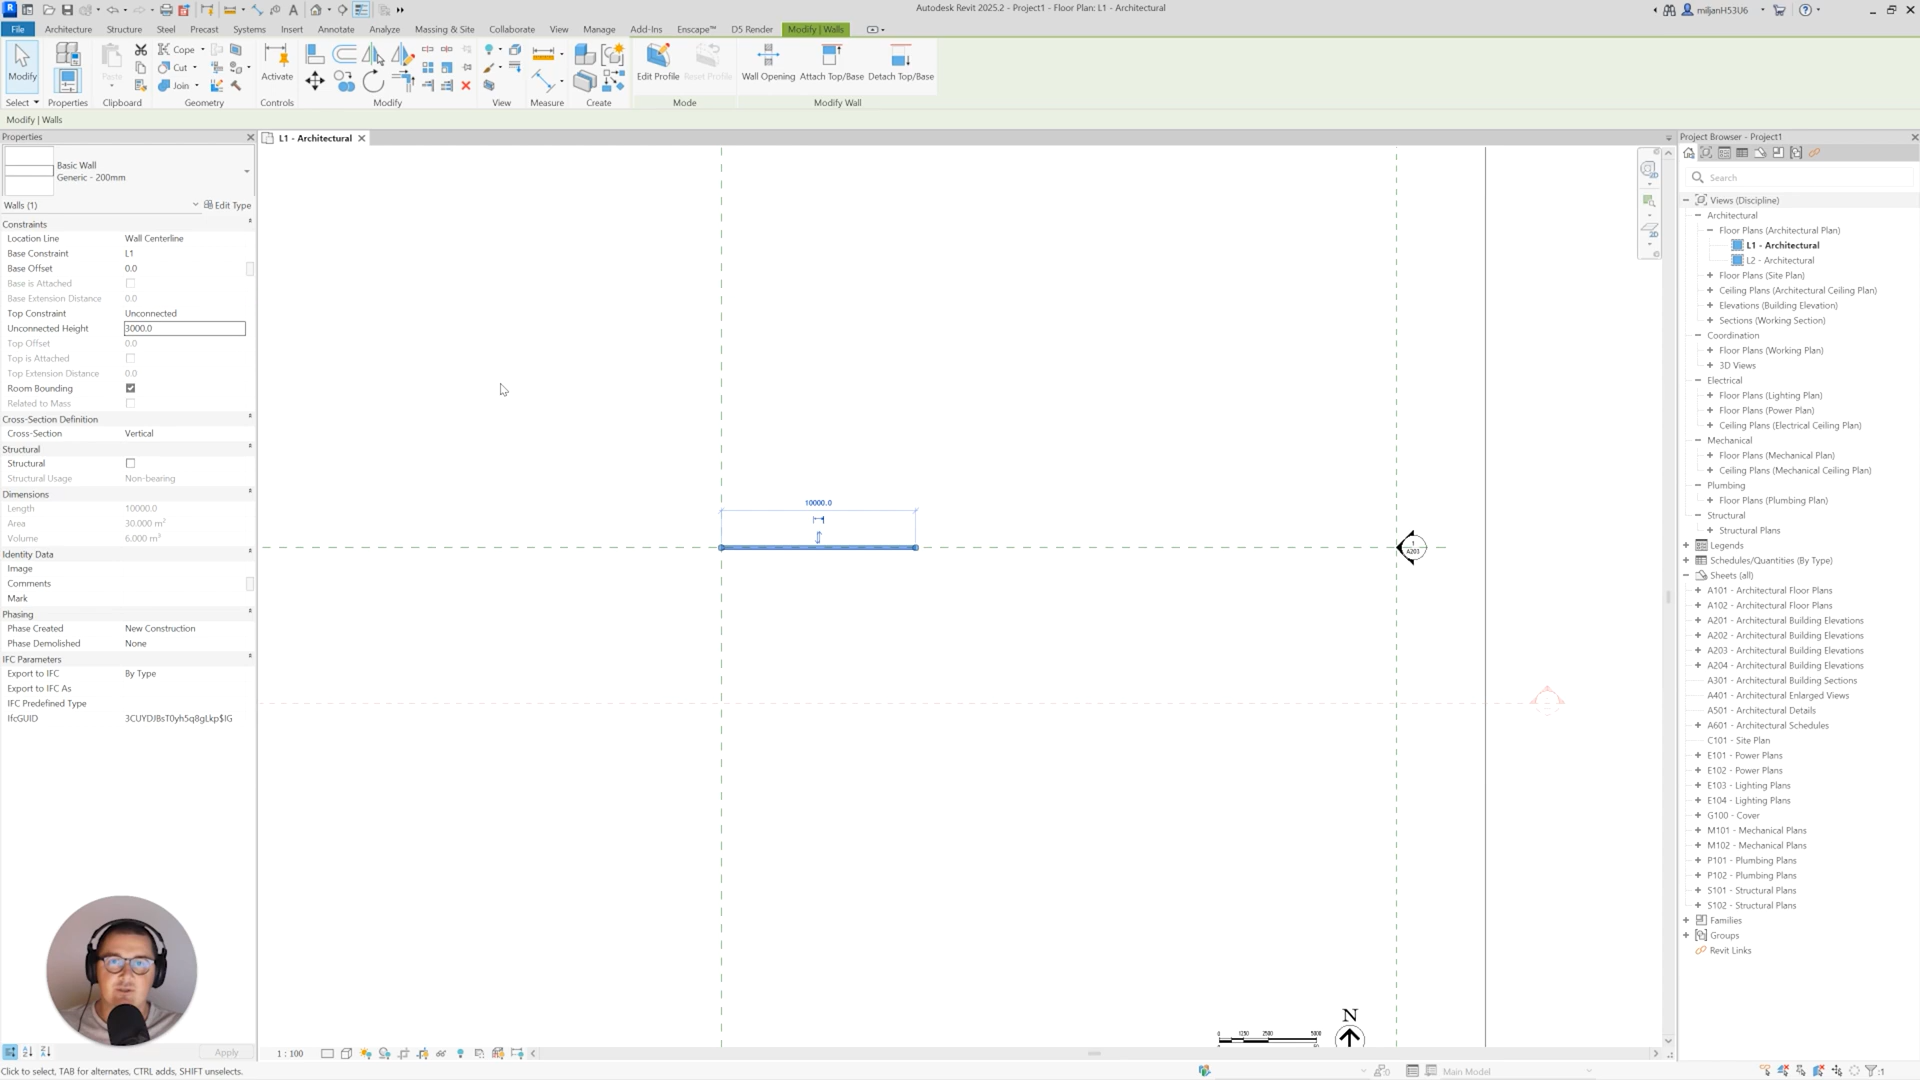 Autodesk Revit 2025.2 - Project1 - Floor Plan: L1 - Architectural
miljanH53U6
File
Architecture
Structure
Steel
Precast
Systems
Insert
Annotate
Analyze
Massing & Site
Collaborate
View
Manage
Add-Ins
Enscape™
D5 Render
Modify | Walls
Modify
Paste
Cope
Cut
Join
Activate
Edit Profile
Reset Profile
Wall Opening
Attach Top/Base
Detach Top/Base
Select
Properties
Clipboard
Geometry
Controls
Modify
View
Measure
Create
Mode
Modify Wall
Modify | Walls
Properties
Basic Wall
Generic - 200mm
Walls (1)
Edit Type
Constraints
Location Line Wall Centerline
Base Constraint L1
Base Offset 0.0
Base is Attached
Base Extension Distance 0.0
Top Constraint Unconnected
Unconnected Height 3000.0
Top Offset 0.0
Top is Attached
Top Extension Distance 0.0
Room Bounding
Related to Mass
Cross-Section Definition
Cross-Section Vertical
Structural
Structural
Structural Usage Non-bearing
Dimensions
Length 10000.0
Area 30.000 m²
Volume 6.000 m³
Identity Data
Image
Comments
Mark
Phasing
Phase Created New Construction
Phase Demolished None
IFC Parameters
Export to IFC By Type
Export to IFC As
IFC Predefined Type
IfcGUID 3CUYDJBsT0yh5q8gLkp$IG
Apply
L1 - Architectural
10000.0
1
A203
N
0 1250 2500 5000
1 : 100
Project Browser - Project1
Search
Views (Discipline)
Architectural
Floor Plans (Architectural Plan)
L1 - Architectural
L2 - Architectural
Floor Plans (Site Plan)
Ceiling Plans (Architectural Ceiling Plan)
Elevations (Building Elevation)
Sections (Working Section)
Coordination
Floor Plans (Working Plan)
3D Views
Electrical
Floor Plans (Lighting Plan)
Floor Plans (Power Plan)
Ceiling Plans (Electrical Ceiling Plan)
Mechanical
Floor Plans (Mechanical Plan)
Ceiling Plans (Mechanical Ceiling Plan)
Plumbing
Floor Plans (Plumbing Plan)
Structural
Structural Plans
Legends
Schedules/Quantities (By Type)
Sheets (all)
A101 - Architectural Floor Plans
A102 - Architectural Floor Plans
A201 - Architectural Building Elevations
A202 - Architectural Building Elevations
A203 - Architectural Building Elevations
A204 - Architectural Building Elevations
A301 - Architectural Building Sections
A401 - Architectural Enlarged Views
A501 - Architectural Details
A601 - Architectural Schedules
C101 - Site Plan
E101 - Power Plans
E102 - Power Plans
E103 - Lighting Plans
E104 - Lighting Plans
G100 - Cover
M101 - Mechanical Plans
M102 - Mechanical Plans
P101 - Plumbing Plans
P102 - Plumbing Plans
S101 - Structural Plans
S102 - Structural Plans
Families
Groups
Revit Links
Click to select, TAB for alternates, CTRL adds, SHIFT unselects.
:0
Main Model
:1